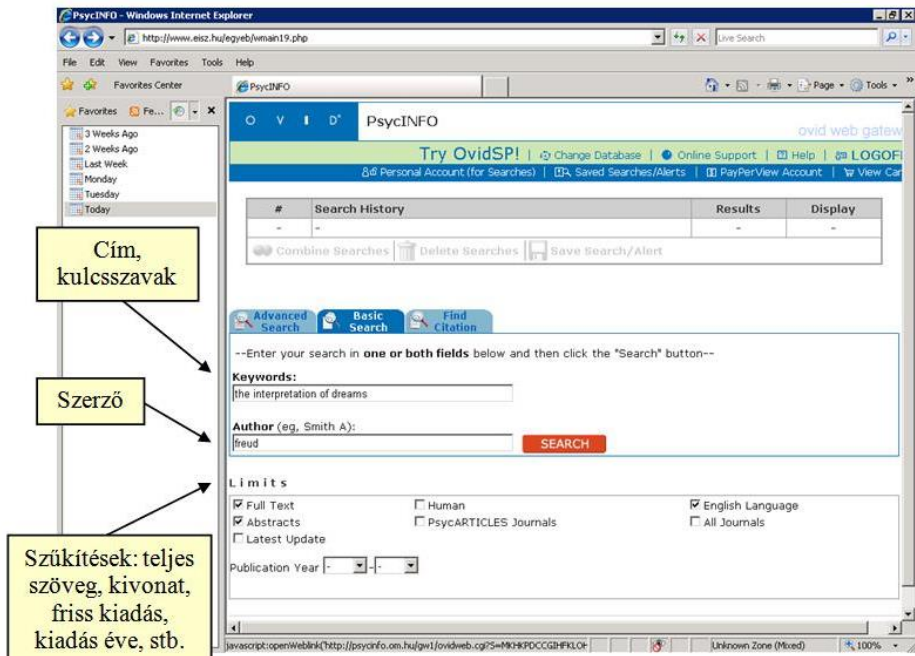 PsycINFO - Windows Internet Explorer
http://www.eisz.hu/egyeb/wmain19.php
Live Search
File Edit View Favorites Tools Help
Favorites Center
PsycINFO
Page Tools
Favorites Fe...
3 Weeks Ago
2 Weeks Ago
Last Week
Monday
Tuesday
Today
O V I D PsycINFO
ovid web gatew
Try OvidSP! | Change Database | Online Support | Help | LOGOFF
Personal Account (for Searches) | Saved Searches/Alerts | PayPerView Account | View Car
# Search History Results Display
- - - -
Combine Searches Delete Searches Save Search/Alert
Cím,
kulcsszavak
Advanced Search
Basic Search
Find Citation
--Enter your search in one or both fields below and then click the "Search" button--
Keywords:
the interpretation of dreams
Szerző
Author (eg, Smith A):
freud
SEARCH
Limits
Full Text Human English Language
Abstracts PsycARTICLES Journals All Journals
Latest Update
Publication Year - - -
Szűkítések: teljes
szöveg, kivonat,
friss kiadás,
kiadás éve, stb.
Unknown Zone (Mixed) 100%